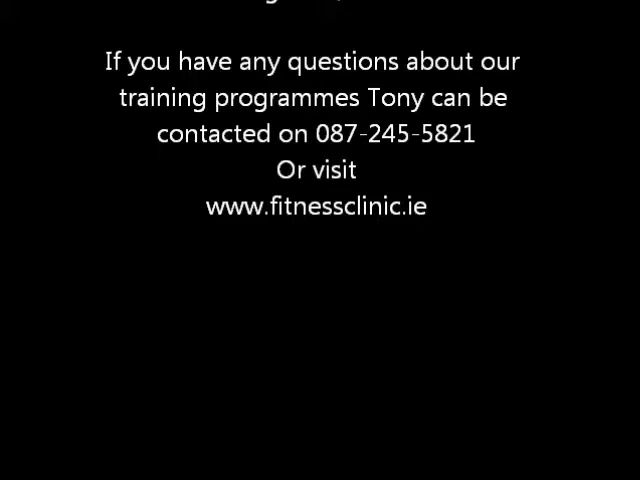 If you have any questions about our
training programmes Tony can be
contacted on 087-245-5821
Or visit
www.fitnessclinic.ie